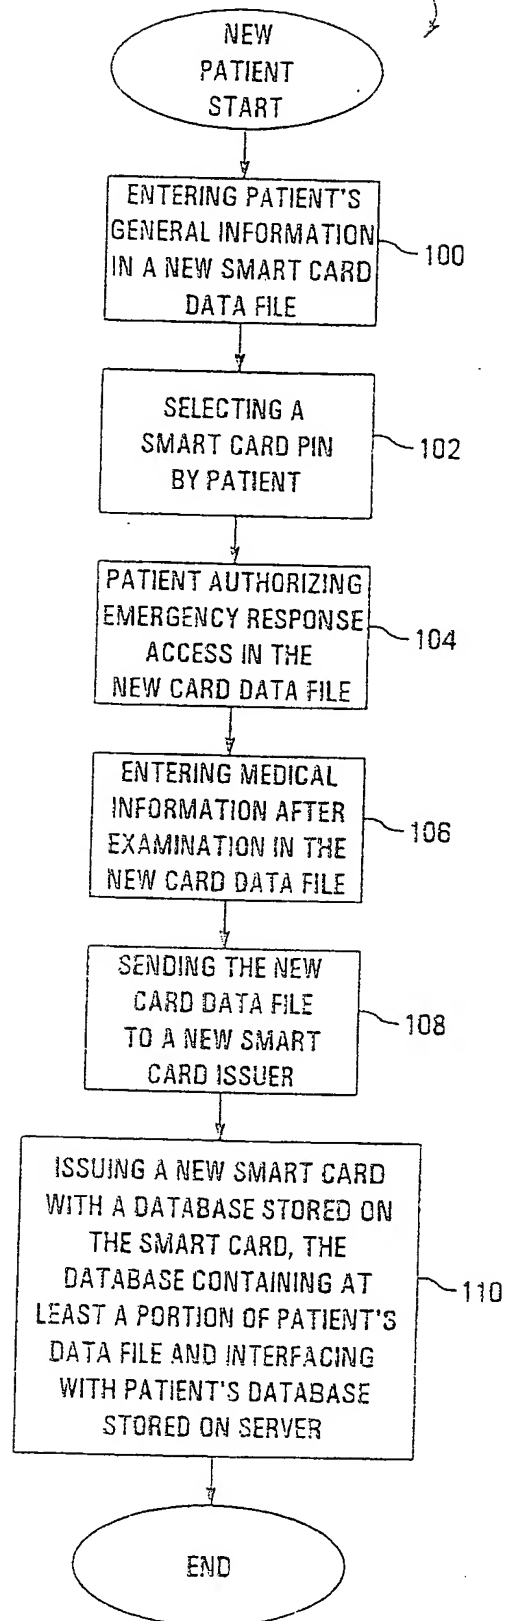 NEW
PATIENT
START
ENTERING PATIENT'S
GENERAL INFORMATION
IN A NEW SMART CARD
DATA FILE
100
SELECTING A
SMART CARD PIN
BY PATIENT
102
PATIENT AUTHORIZING
EMERGENCY RESPONSE
ACCESS IN THE
NEW CARD DATA FILE
104
ENTERING MEDICAL
INFORMATION AFTER
EXAMINATION IN THE
NEW CARD DATA FILE
106
SENDING THE NEW
CARD DATA FILE
TO A NEW SMART
CARD ISSUER
108
ISSUING A NEW SMART CARD
WITH A DATABASE STORED ON
THE SMART CARD, THE
DATABASE CONTAINING AT
LEAST A PORTION OF PATIENT'S
DATA FILE AND INTERFACING
WITH PATIENT'S DATABASE
STORED ON SERVER
110
END